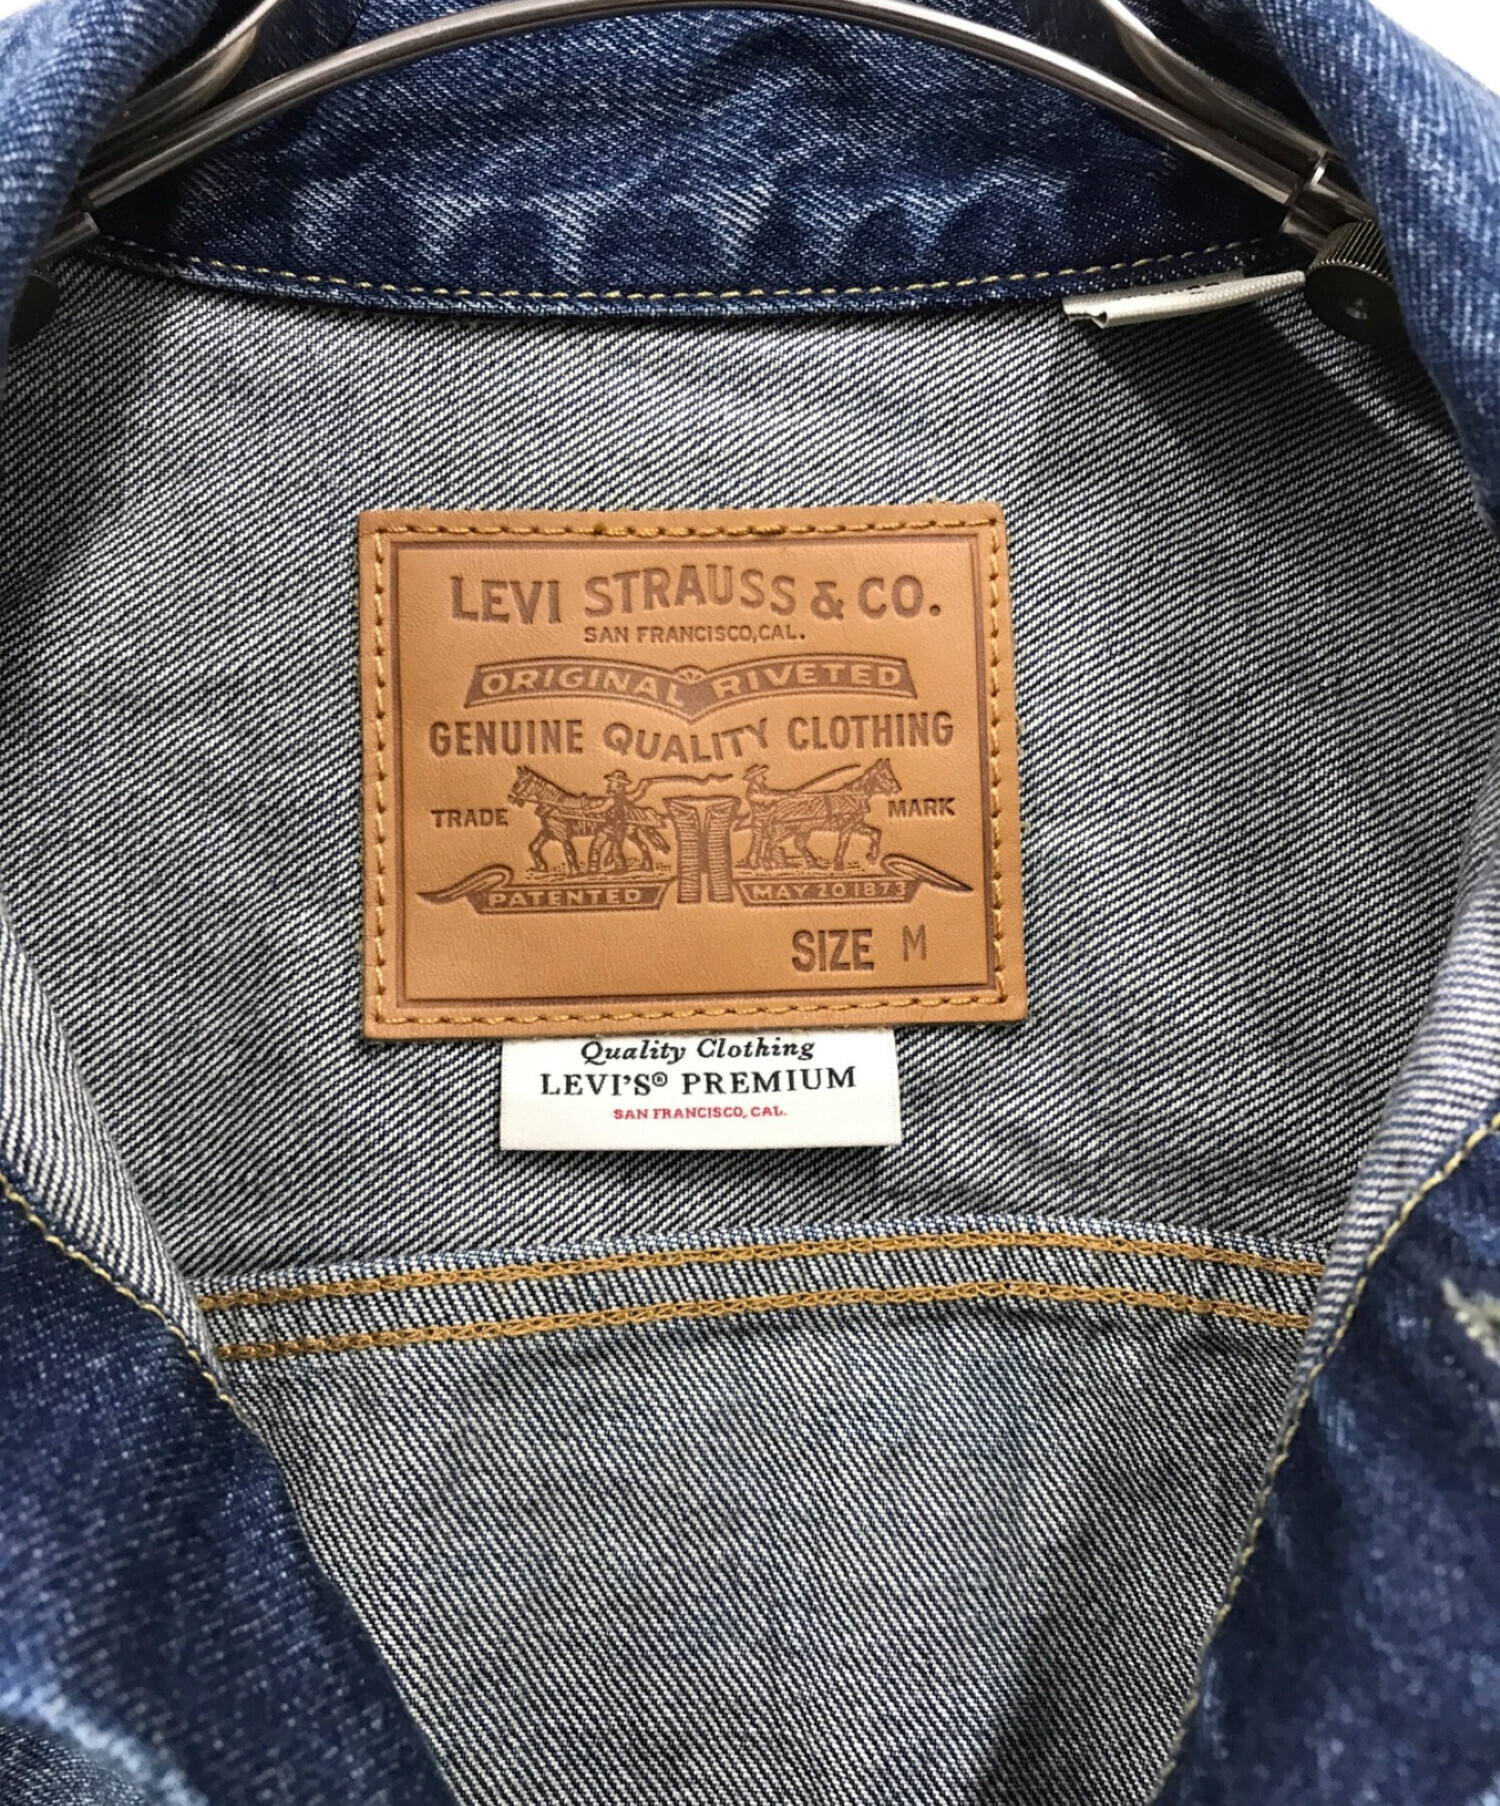 LEVI STRAUSS & CO.
SAN FRANCISCO, CAL.
ORIGINAL RIVETED
GENUINE QUALITY CLOTHING
TRADE MARK
PATENTED MAY 20 1873
SIZE M
Quality Clothing
LEVI'S® PREMIUM
SAN FRANCISCO, CAL.